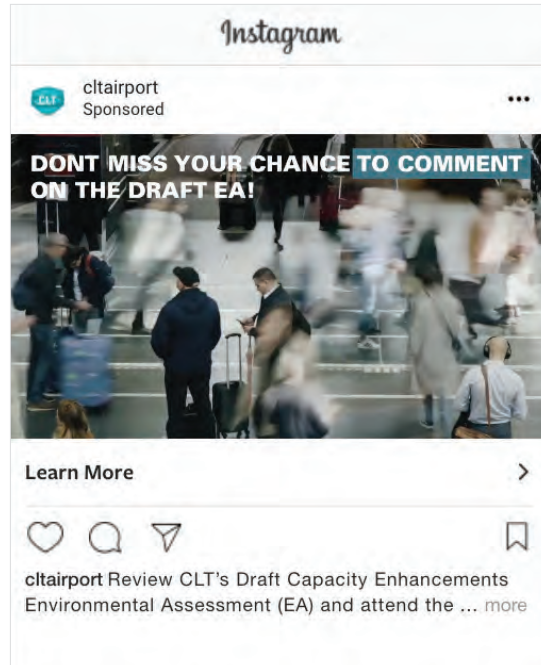 Instagram
cltairport
Sponsored
CLT
DONT MISS YOUR CHANCE TO COMMENT
ON THE DRAFT EA!
Learn More
cltairport Review CLT's Draft Capacity Enhancements
Environmental Assessment (EA) and attend the ... more